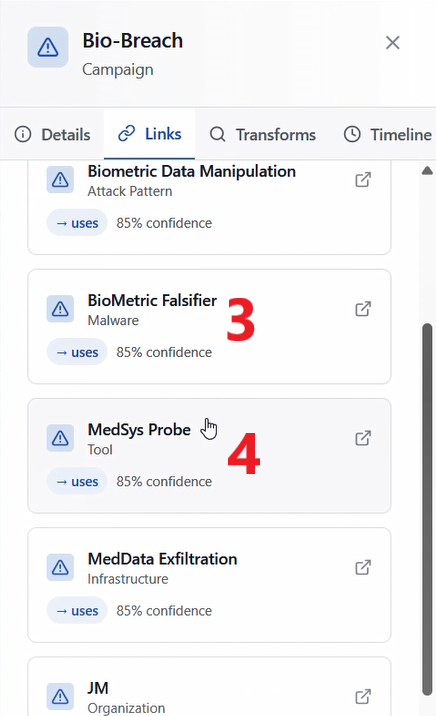 Bio-Breach
Campaign
Details Links Transforms Timeline
Biometric Data Manipulation
Attack Pattern
→ uses 85% confidence
BioMetric Falsifier
Malware
3
→ uses 85% confidence
MedSys Probe
Tool
4
→ uses 85% confidence
MedData Exfiltration
Infrastructure
→ uses 85% confidence
JM
Organization